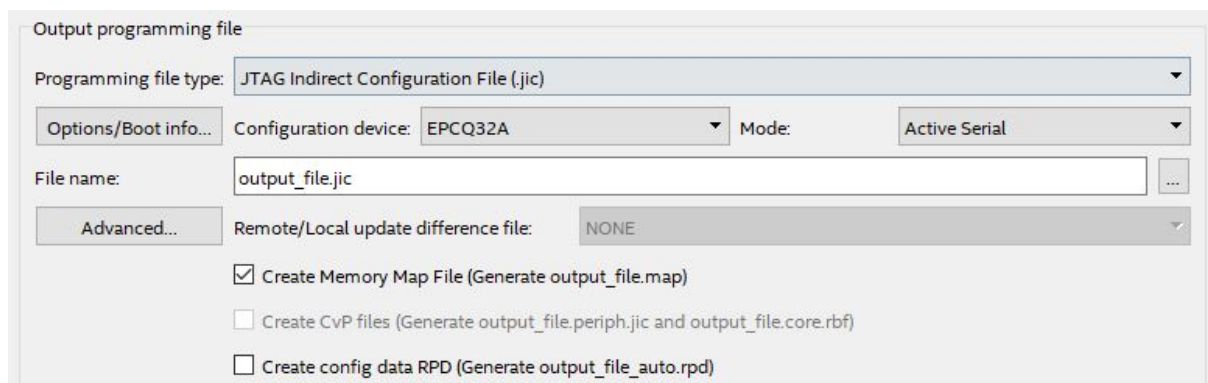 Output programming file
Programming file type: JTAG Indirect Configuration File (.jic)
Options/Boot info... Configuration device: EPCQ32A Mode: Active Serial
File name: output_file.jic ...
Advanced... Remote/Local update difference file: NONE
Create Memory Map File (Generate output_file.map)
Create CvP files (Generate output_file.periph.jic and output_file.core.rbf)
Create config data RPD (Generate output_file_auto.rpd)